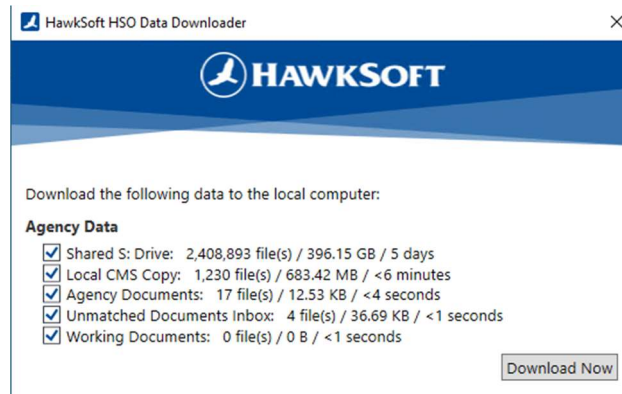 HawkSoft HSO Data Downloader
HAWKSOFT
Download the following data to the local computer:
Agency Data
Shared S: Drive: 2,408,893 file(s) / 396.15 GB / 5 days
Local CMS Copy: 1,230 file(s) / 683.42 MB / <6 minutes
Agency Documents: 17 file(s) / 12.53 KB / <4 seconds
Unmatched Documents Inbox: 4 file(s) / 36.69 KB / <1 seconds
Working Documents: 0 file(s) / 0 B / <1 seconds
Download Now